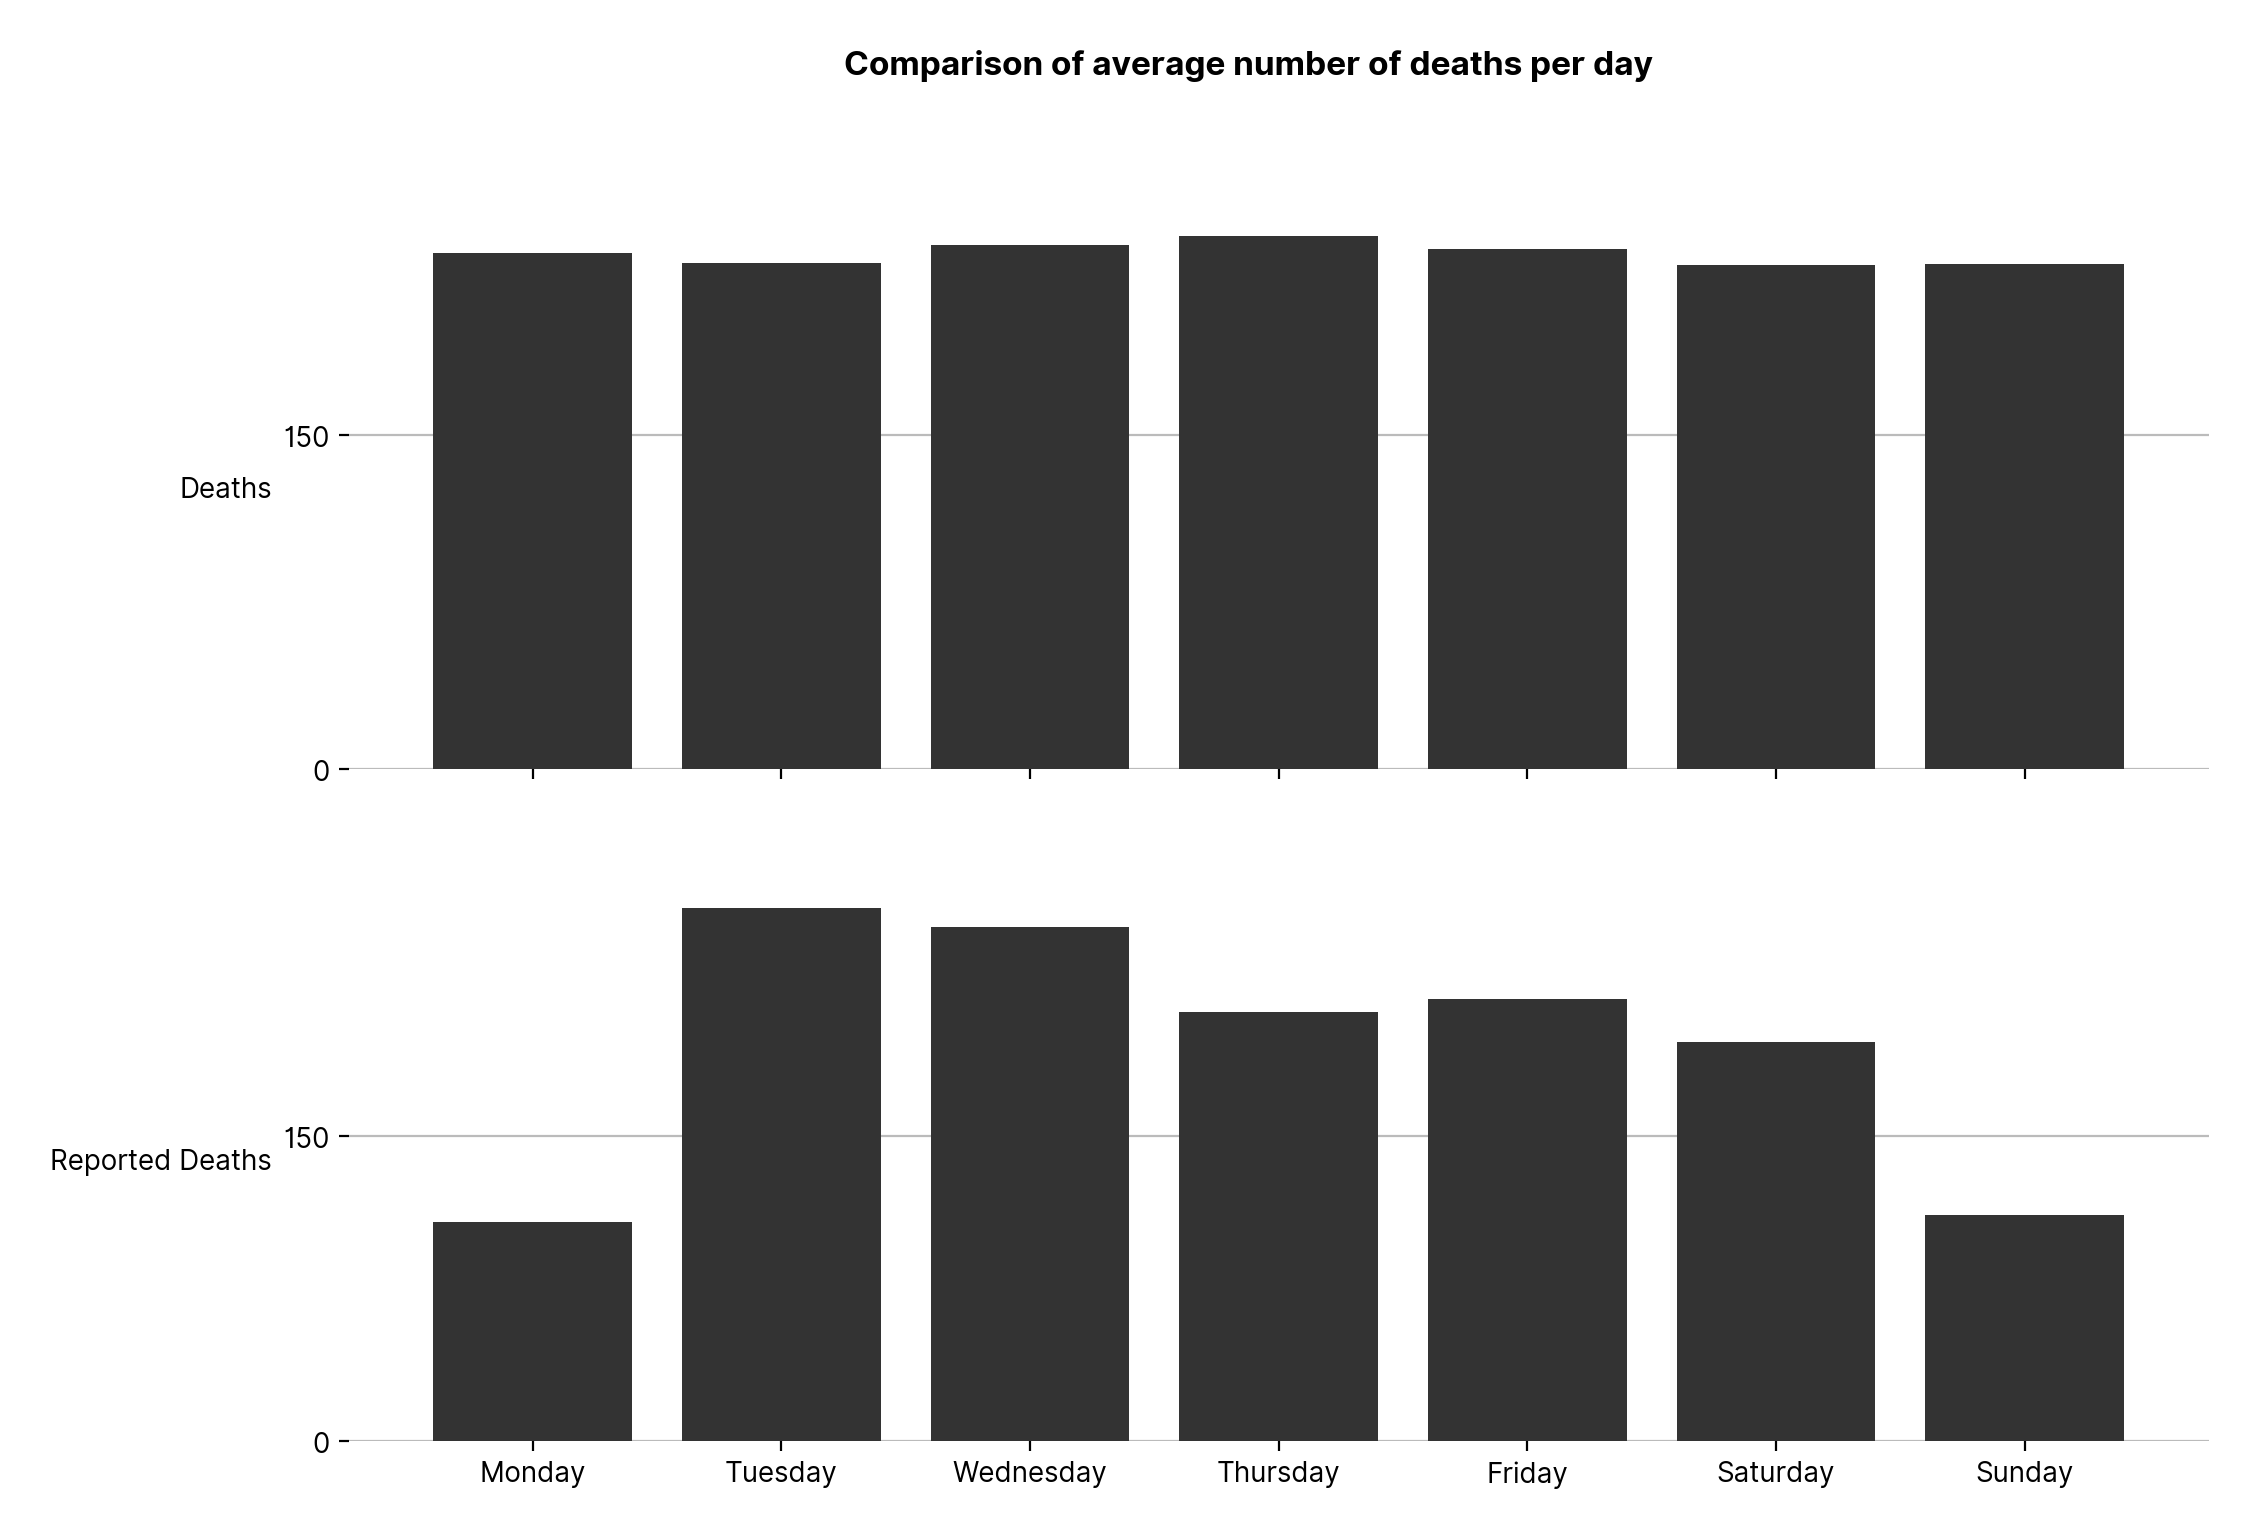 Comparison of average number of deaths per day
150
Deaths
0
150
Reported Deaths
0
Monday Tuesday Wednesday Thursday Friday Saturday Sunday